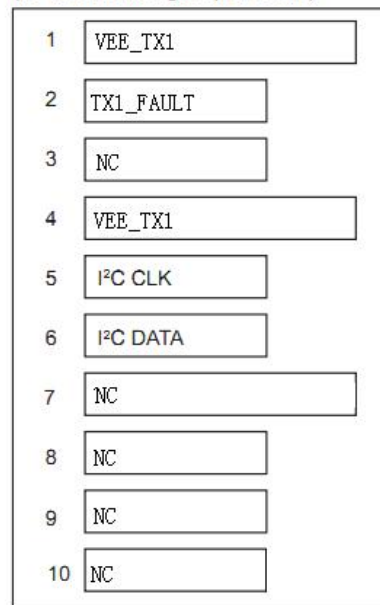 1 VEE_TX1
2 TX1_FAULT
3 NC
4 VEE_TX1
5 I²C CLK
6 I²C DATA
7 NC
8 NC
9 NC
10 NC